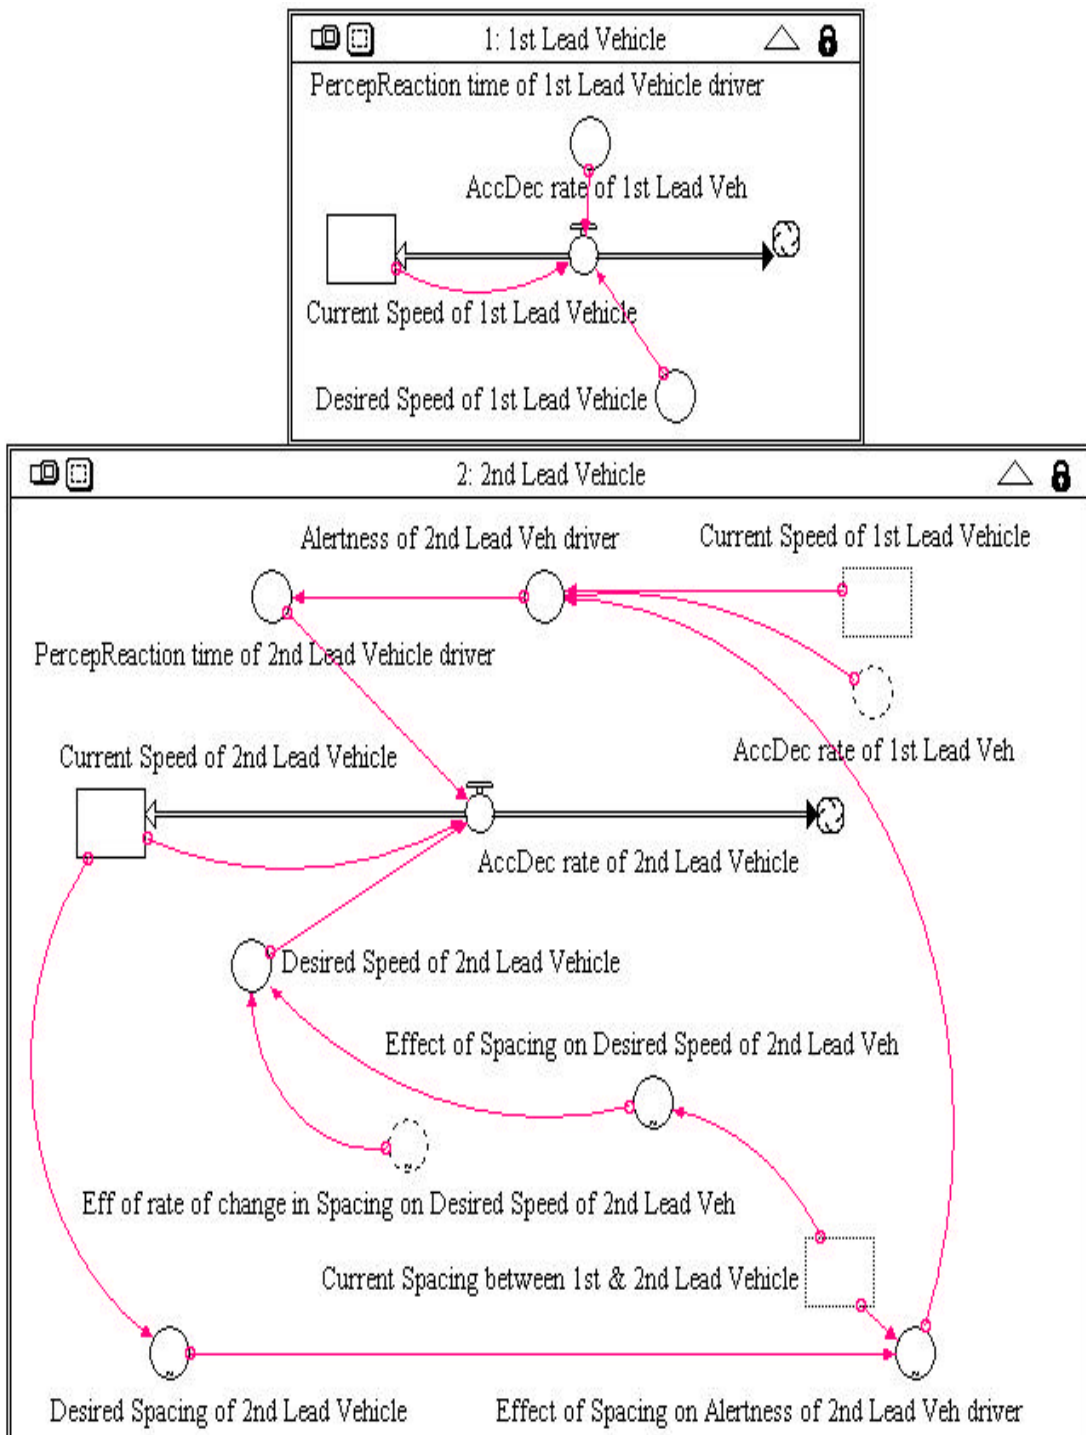 1: 1st Lead Vehicle
PercepReaction time of 1st Lead Vehicle driver
AccDec rate of 1st Lead Veh
Current Speed of 1st Lead Vehicle
Desired Speed of 1st Lead Vehicle
2: 2nd Lead Vehicle
Alertness of 2nd Lead Veh driver
Current Speed of 1st Lead Vehicle
PercepReaction time of 2nd Lead Vehicle driver
AccDec rate of 1st Lead Veh
Current Speed of 2nd Lead Vehicle
AccDec rate of 2nd Lead Vehicle
Desired Speed of 2nd Lead Vehicle
Effect of Spacing on Desired Speed of 2nd Lead Veh
Eff of rate of change in Spacing on Desired Speed of 2nd Lead Veh
Current Spacing between 1st & 2nd Lead Vehicle
Desired Spacing of 2nd Lead Vehicle
Effect of Spacing on Alertness of 2nd Lead Veh driver